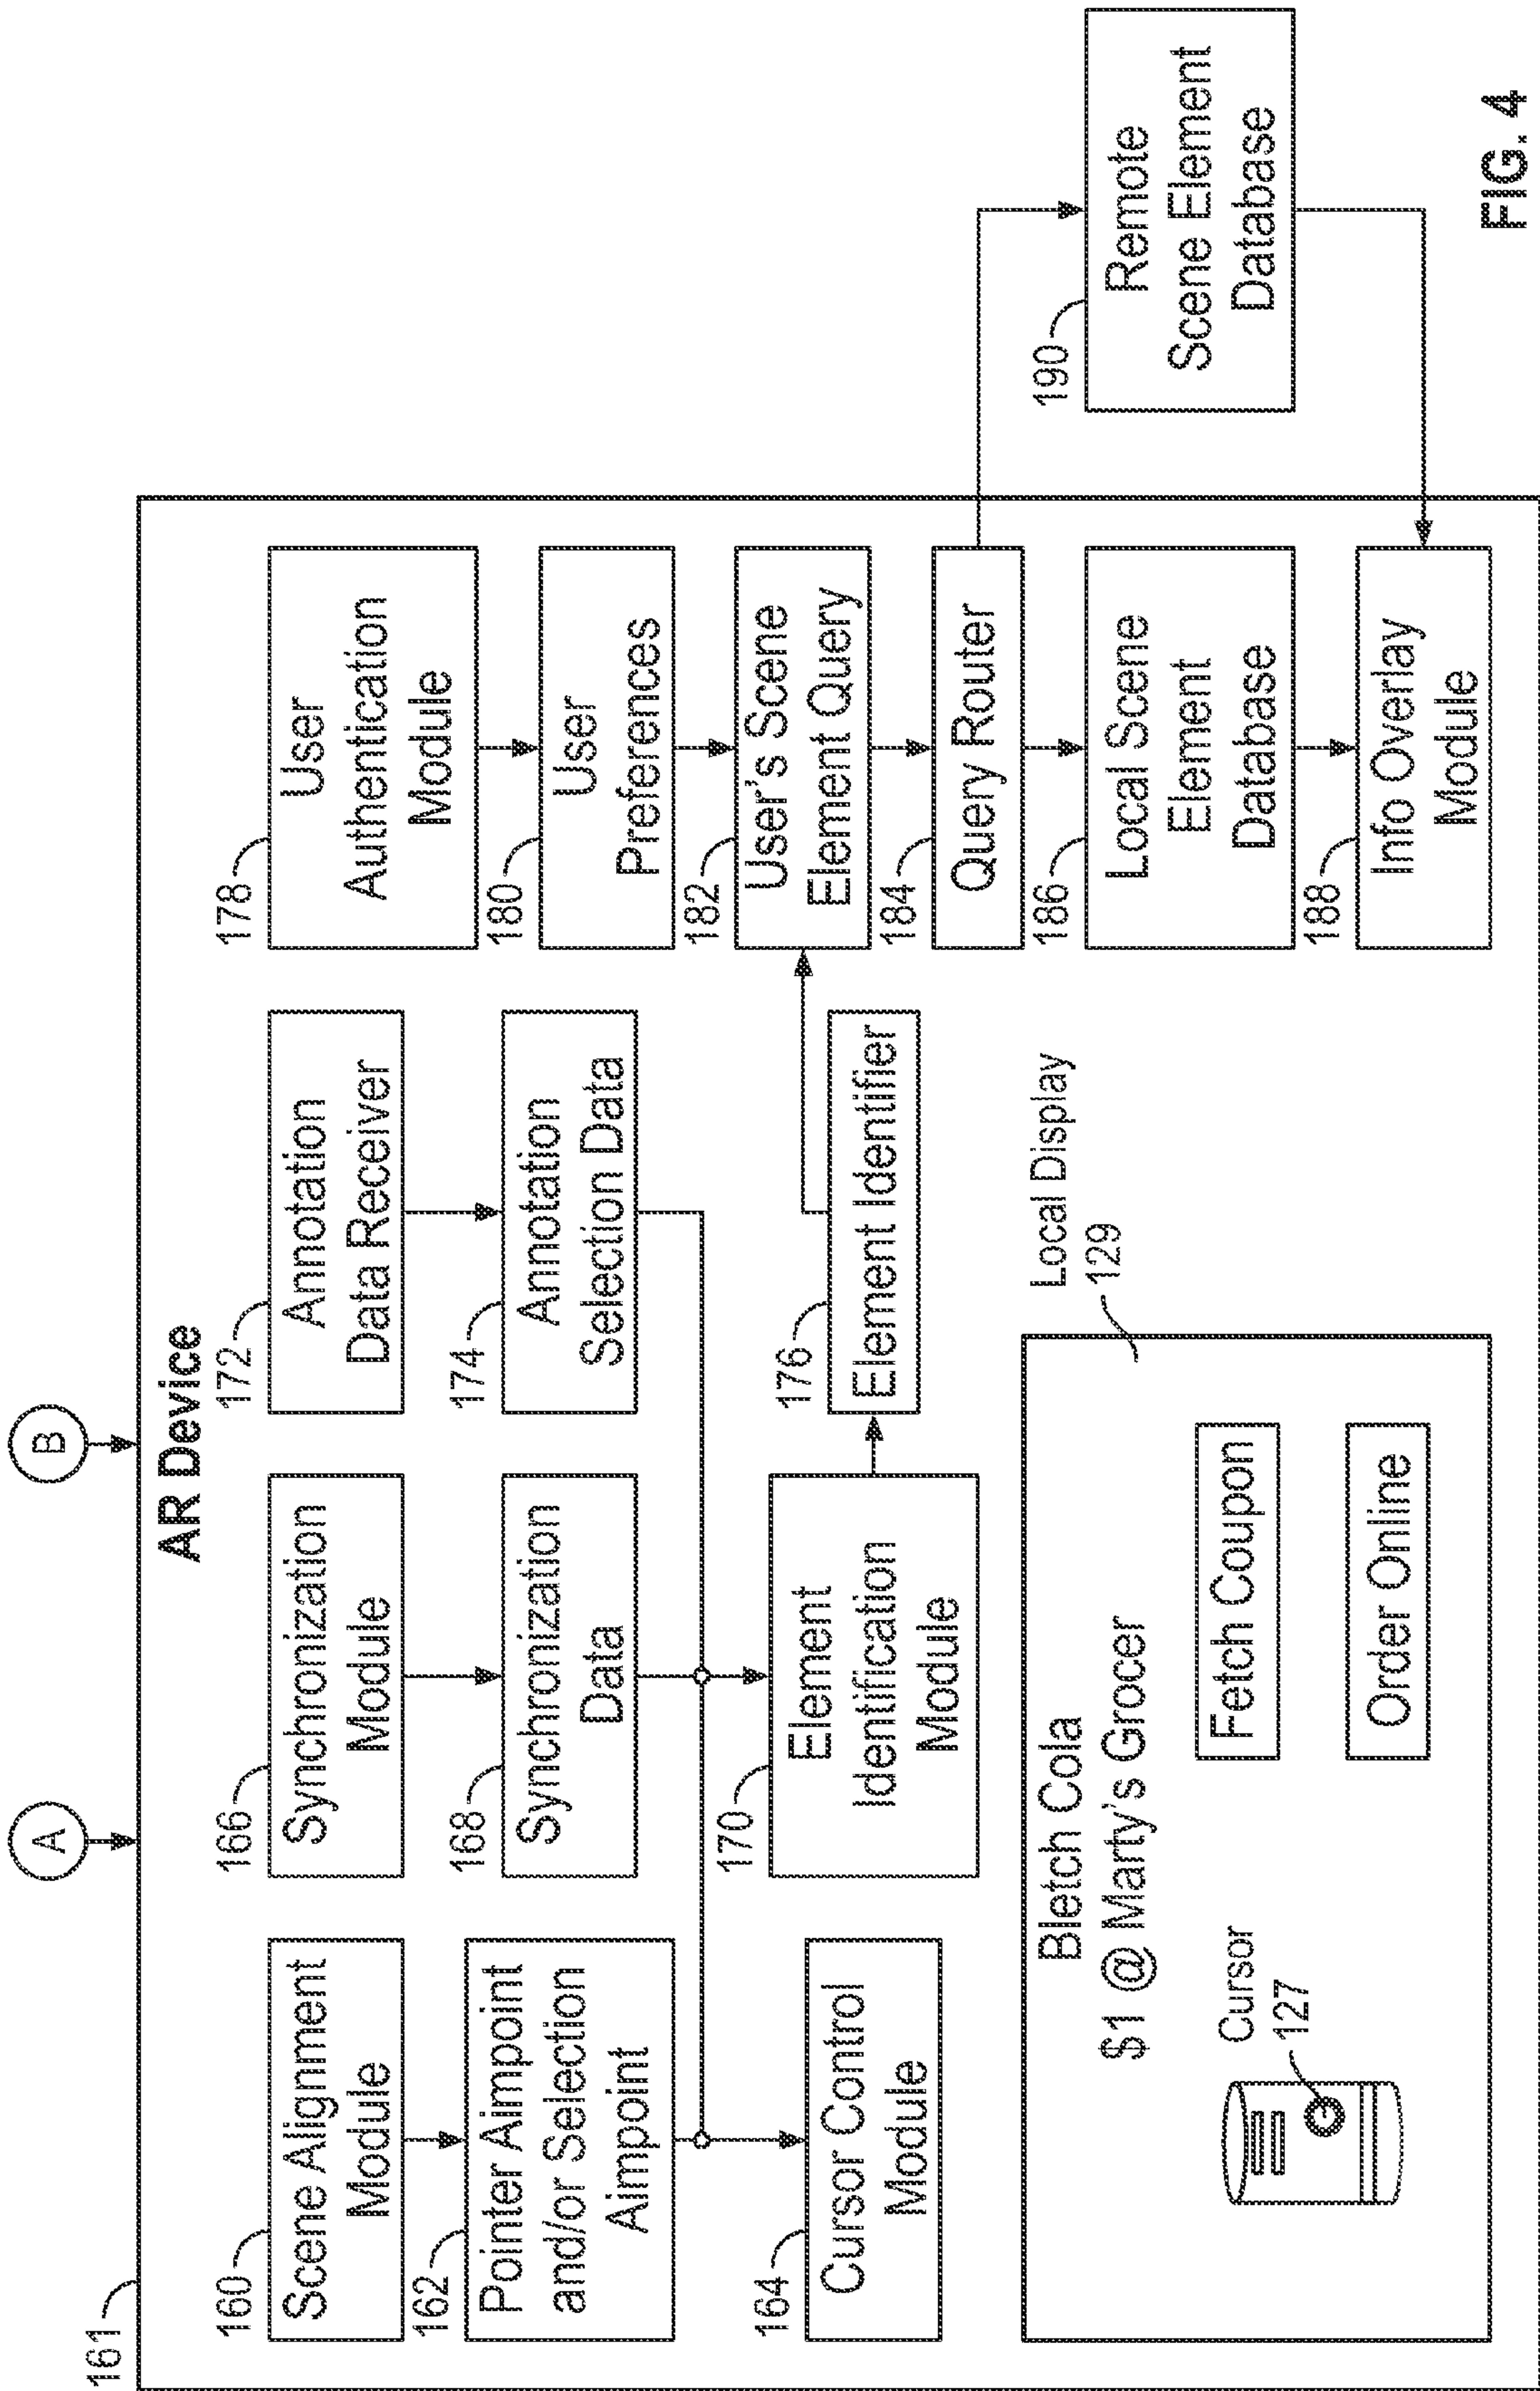 A
B
161
AR Device
160
Scene Alignment
Module
162
Pointer Aimpoint
and/or Selection
Aimpoint
164
Cursor Control
Module
166
Synchronization
Module
168
Synchronization
Data
170
Element
Identification
Module
172
Annotation
Data Receiver
174
Annotation
Selection Data
176
Element Identifier
178
User
Authentication
Module
180
User
Preferences
182
User's Scene
Element Query
184
Query Router
186
Local Scene
Element
Database
188
Info Overlay
Module
190
Remote
Scene Element
Database
Local Display
129
Bletch Cola
$1 @ Marty's Grocer
Cursor
127
Fetch Coupon
Order Online
FIG. 4